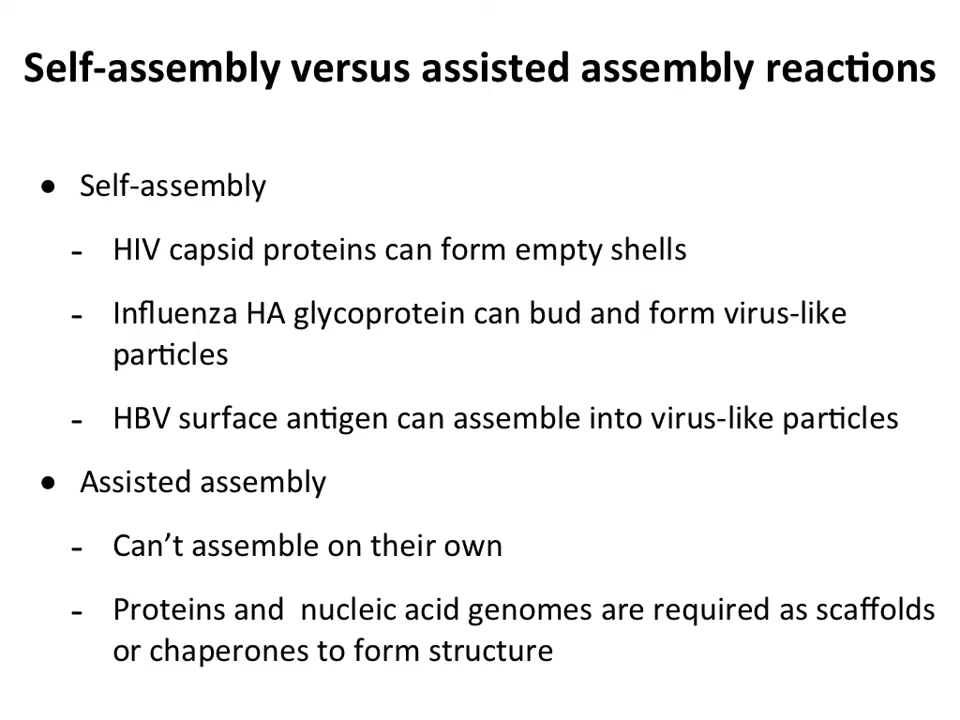 Self-assembly versus assisted assembly reactions
• Self-assembly
- HIV capsid proteins can form empty shells
- Influenza HA glycoprotein can bud and form virus-like
particles
- HBV surface antigen can assemble into virus-like particles
• Assisted assembly
- Can’t assemble on their own
- Proteins and  nucleic acid genomes are required as scaffolds
or chaperones to form structure